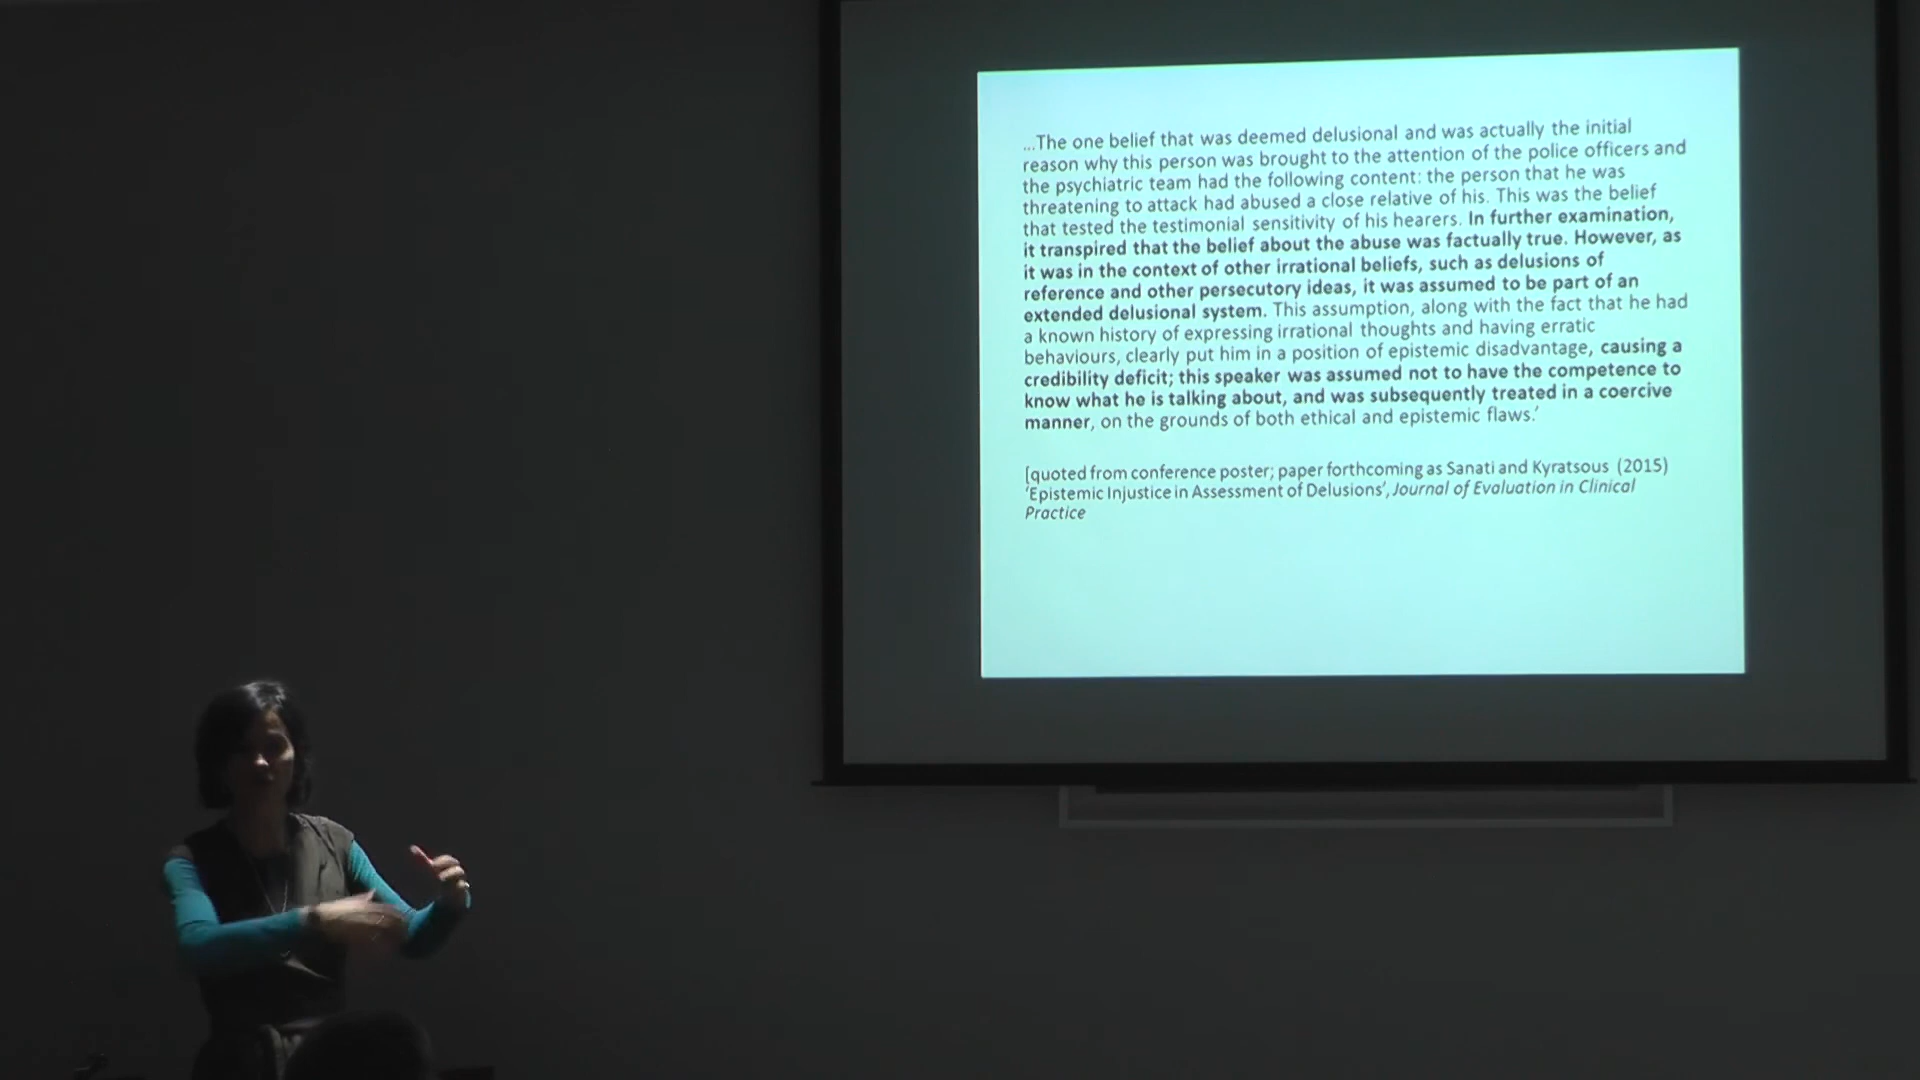 ...The one belief that was deemed delusional and was actually the initial
reason why this person was brought to the attention of the police officers and
the psychiatric team had the following content: the person that he was
threatening to attack had abused a close relative of his. This was the belief
that tested the testimonial sensitivity of his hearers. In further examination,
it transpired that the belief about the abuse was factually true. However, as
it was in the context of other irrational beliefs, such as delusions of
reference and other persecutory ideas, it was assumed to be part of an
extended delusional system. This assumption, along with the fact that he had
a known history of expressing irrational thoughts and having erratic
behaviours, clearly put him in a position of epistemic disadvantage, causing a
credibility deficit; this speaker was assumed not to have the competence to
know what he is talking about, and was subsequently treated in a coercive
manner, on the grounds of both ethical and epistemic flaws.'
[quoted from conference poster; paper forthcoming as Sanati and Kyratsous (2015)
'Epistemic Injustice in Assessment of Delusions', Journal of Evaluation in Clinical
Practice